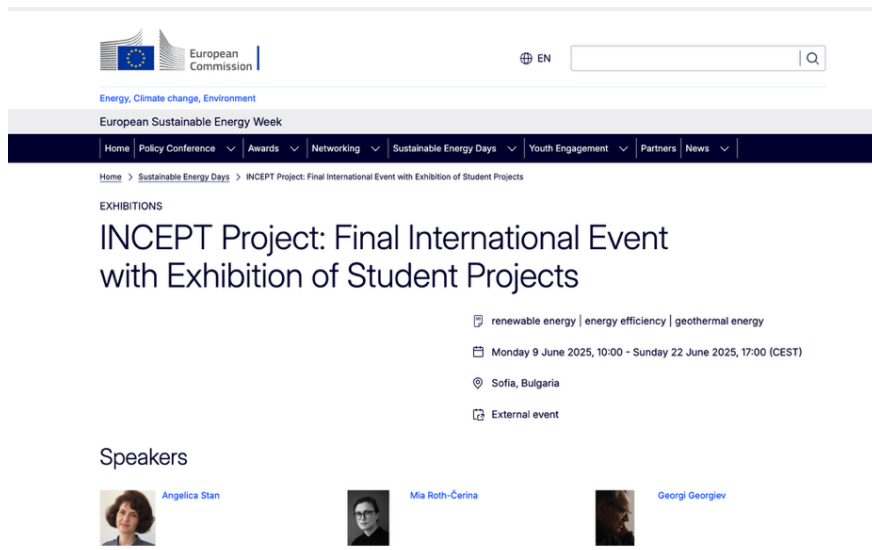 European
Commission
EN
Energy, Climate change, Environment
European Sustainable Energy Week
Home Policy Conference Awards Networking Sustainable Energy Days Youth Engagement Partners News
Home > Sustainable Energy Days > INCEPT Project: Final International Event with Exhibition of Student Projects
EXHIBITIONS
INCEPT Project: Final International Event
with Exhibition of Student Projects
renewable energy | energy efficiency | geothermal energy
Monday 9 June 2025, 10:00 - Sunday 22 June 2025, 17:00 (CEST)
Sofia, Bulgaria
External event
Speakers
Angelica Stan Mia Roth-Čerina Georgi Georgiev